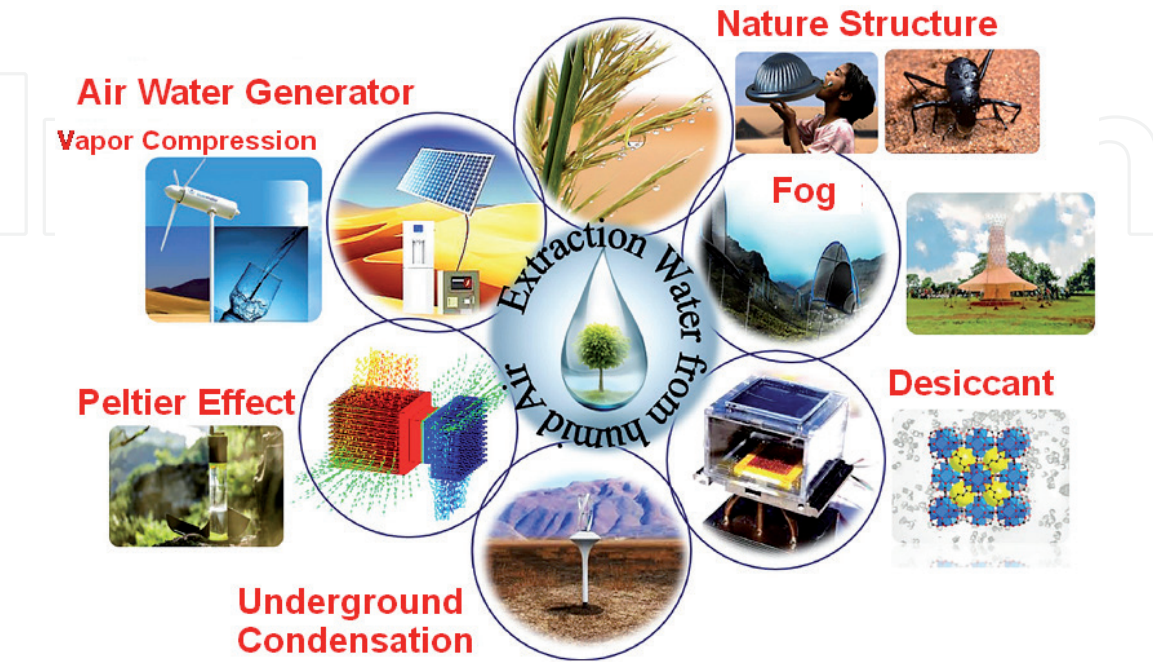 Nature Structure
Air Water Generator
Vapor Compression
Fog
Extraction Water from humid Air
Peltier Effect
Desiccant
Underground
Condensation